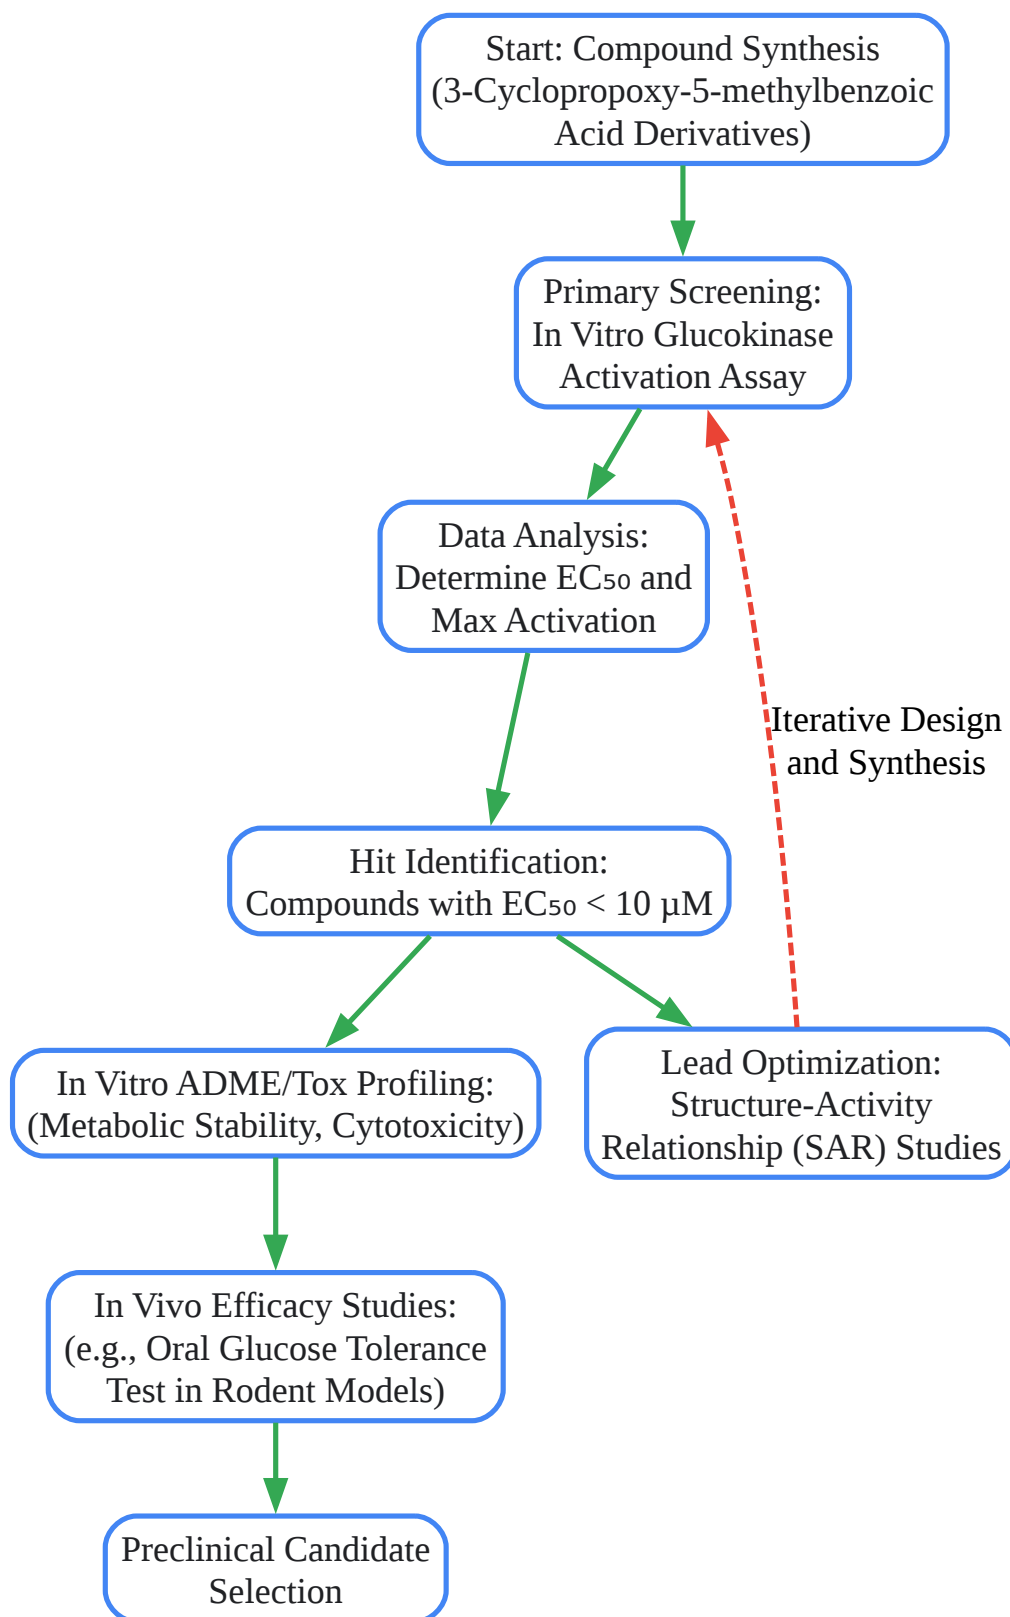 Start: Compound Synthesis
(3-Cyclopropoxy-5-methylbenzoic
Acid Derivatives)
Primary Screening:
In Vitro Glucokinase
Activation Assay
Data Analysis:
Determine EC₅₀ and
Max Activation
Iterative Design
and Synthesis
Hit Identification:
Compounds with EC₅₀ < 10 µM
In Vitro ADME/Tox Profiling:
(Metabolic Stability, Cytotoxicity)
Lead Optimization:
Structure-Activity
Relationship (SAR) Studies
In Vivo Efficacy Studies:
(e.g., Oral Glucose Tolerance
Test in Rodent Models)
Preclinical Candidate
Selection